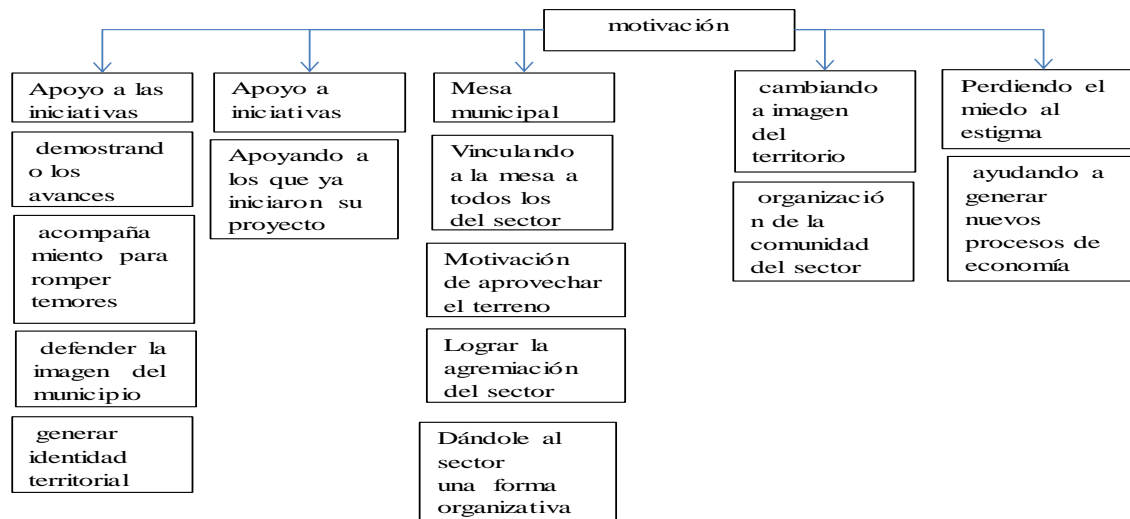 motivación
Apoyo a las
iniciativas
demostrand
o los
avances
acompaña
miento para
romper
temores
defender la
imagen del
municipio
generar
identidad
territorial
Apoyo a
iniciativas
Apoyando a
los que ya
iniciaron su
proyecto
Mesa
municipal
Vinculando
a la mesa a
todos los
del sector
Motivación
de aprovechar
el terreno
Lograr la
agremiación
del sector
Dándole al
sector
una forma
organizativa
cambiando
a imagen
del
territorio
organizació
n de la
comunidad
del sector
Perdiendo el
miedo al
estigma
ayudando a
generar
nuevos
procesos de
economía